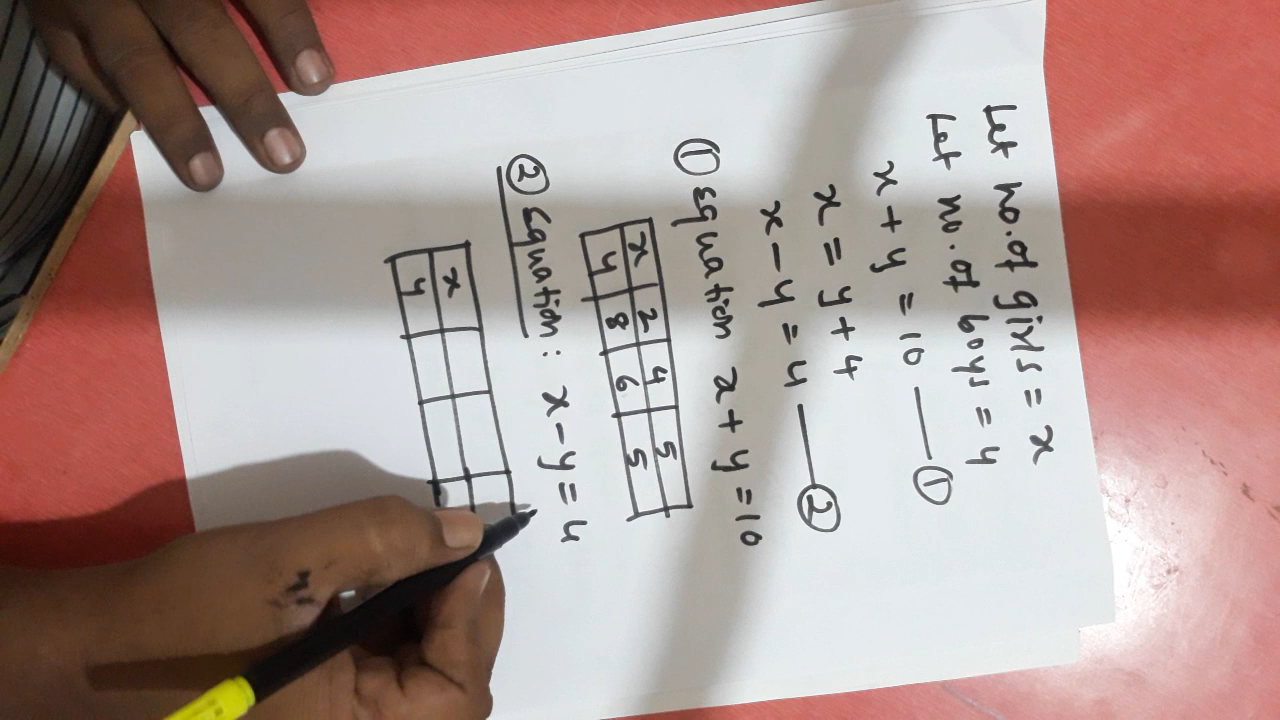 Let no. of girls = x
Let no. of boys = y
x + y = 10 —— ①
x = y + 4
x - y = 4 —— ②
① Equation x + y = 10
x 2 4 5
y 8 6 5
② Equation: x - y = 4
x
y